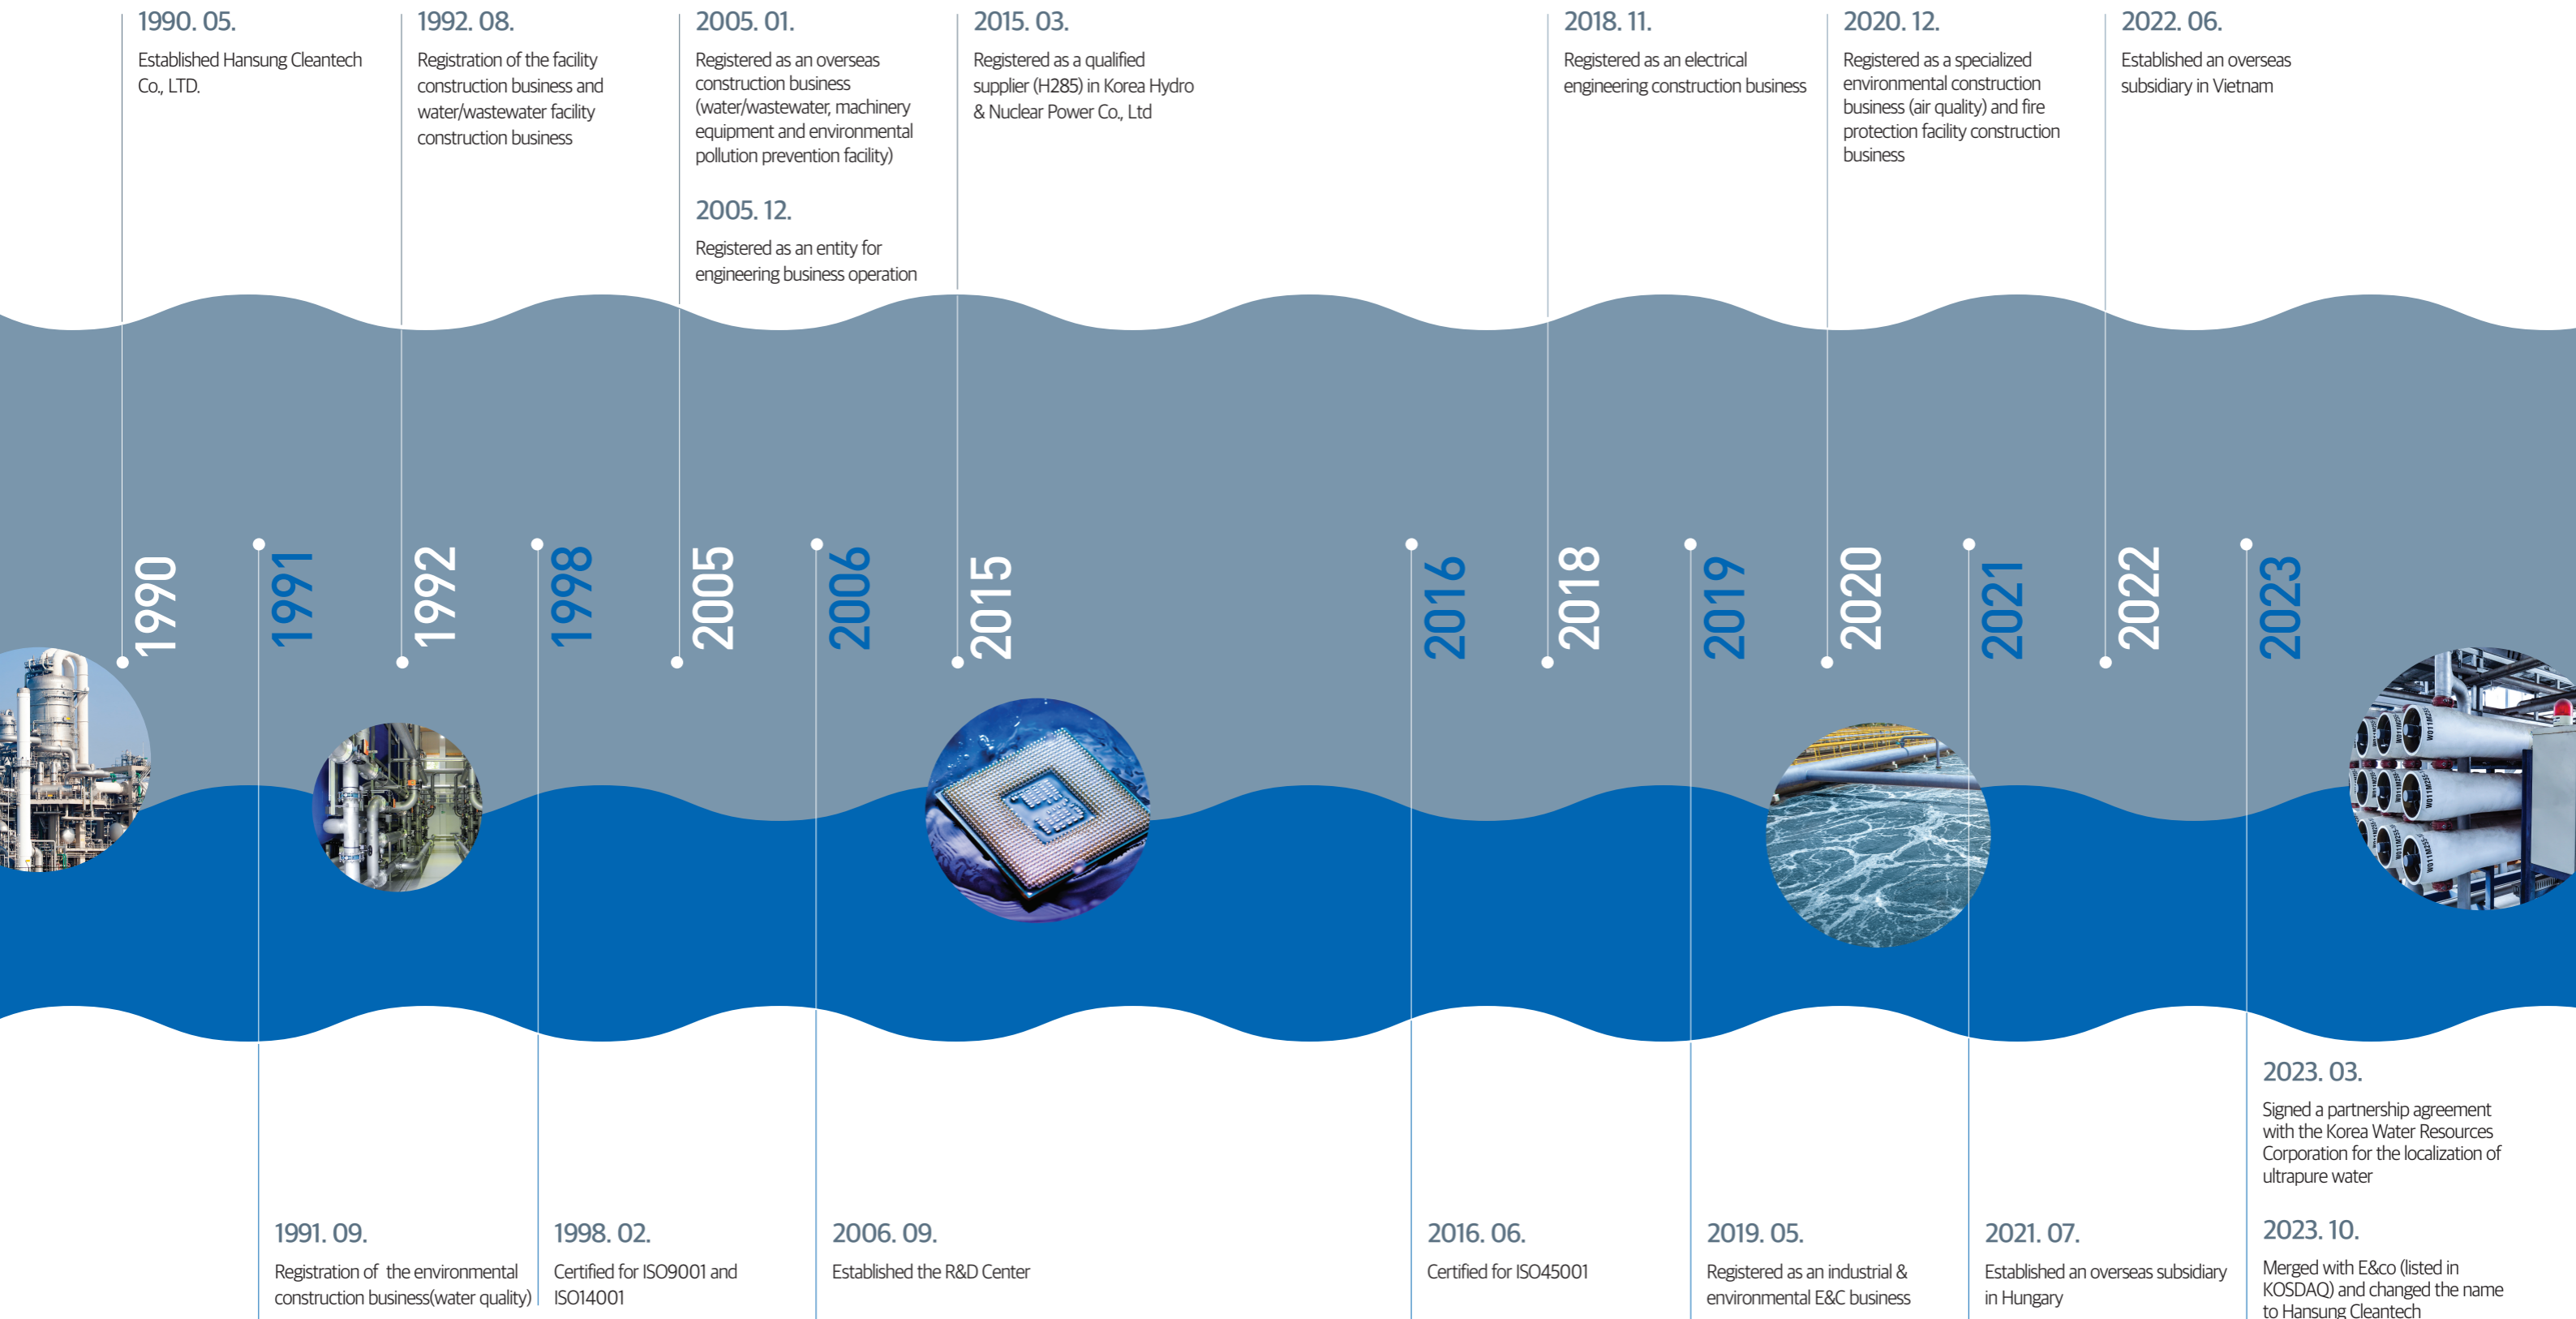 1990. 05.
Established Hansung Cleantech
Co., LTD.
1992. 08.
Registration of the facility
construction business and
water/wastewater facility
construction business
2005. 01.
Registered as an overseas
construction business
(water/wastewater, machinery
equipment and environmental
pollution prevention facility)
2005. 12.
Registered as an entity for
engineering business operation
2015. 03.
Registered as a qualified
supplier (H285) in Korea Hydro
& Nuclear Power Co., Ltd
2018. 11.
Registered as an electrical
engineering construction business
2020. 12.
Registered as a specialized
environmental construction
business (air quality) and fire
protection facility construction
business
2022. 06.
Established an overseas
subsidiary in Vietnam
1990
1991
1992
1998
2005
2006
2015
2016
2018
2019
2020
2021
2022
2023
1991. 09.
Registration of the environmental
construction business(water quality)
1998. 02.
Certified for ISO9001 and
ISO14001
2006. 09.
Established the R&D Center
2016. 06.
Certified for ISO45001
2019. 05.
Registered as an industrial &
environmental E&C business
2021. 07.
Established an overseas subsidiary
in Hungary
2023. 03.
Signed a partnership agreement
with the Korea Water Resources
Corporation for the localization of
ultrapure water
2023. 10.
Merged with E&co (listed in
KOSDAQ) and changed the name
to Hansung Cleantech